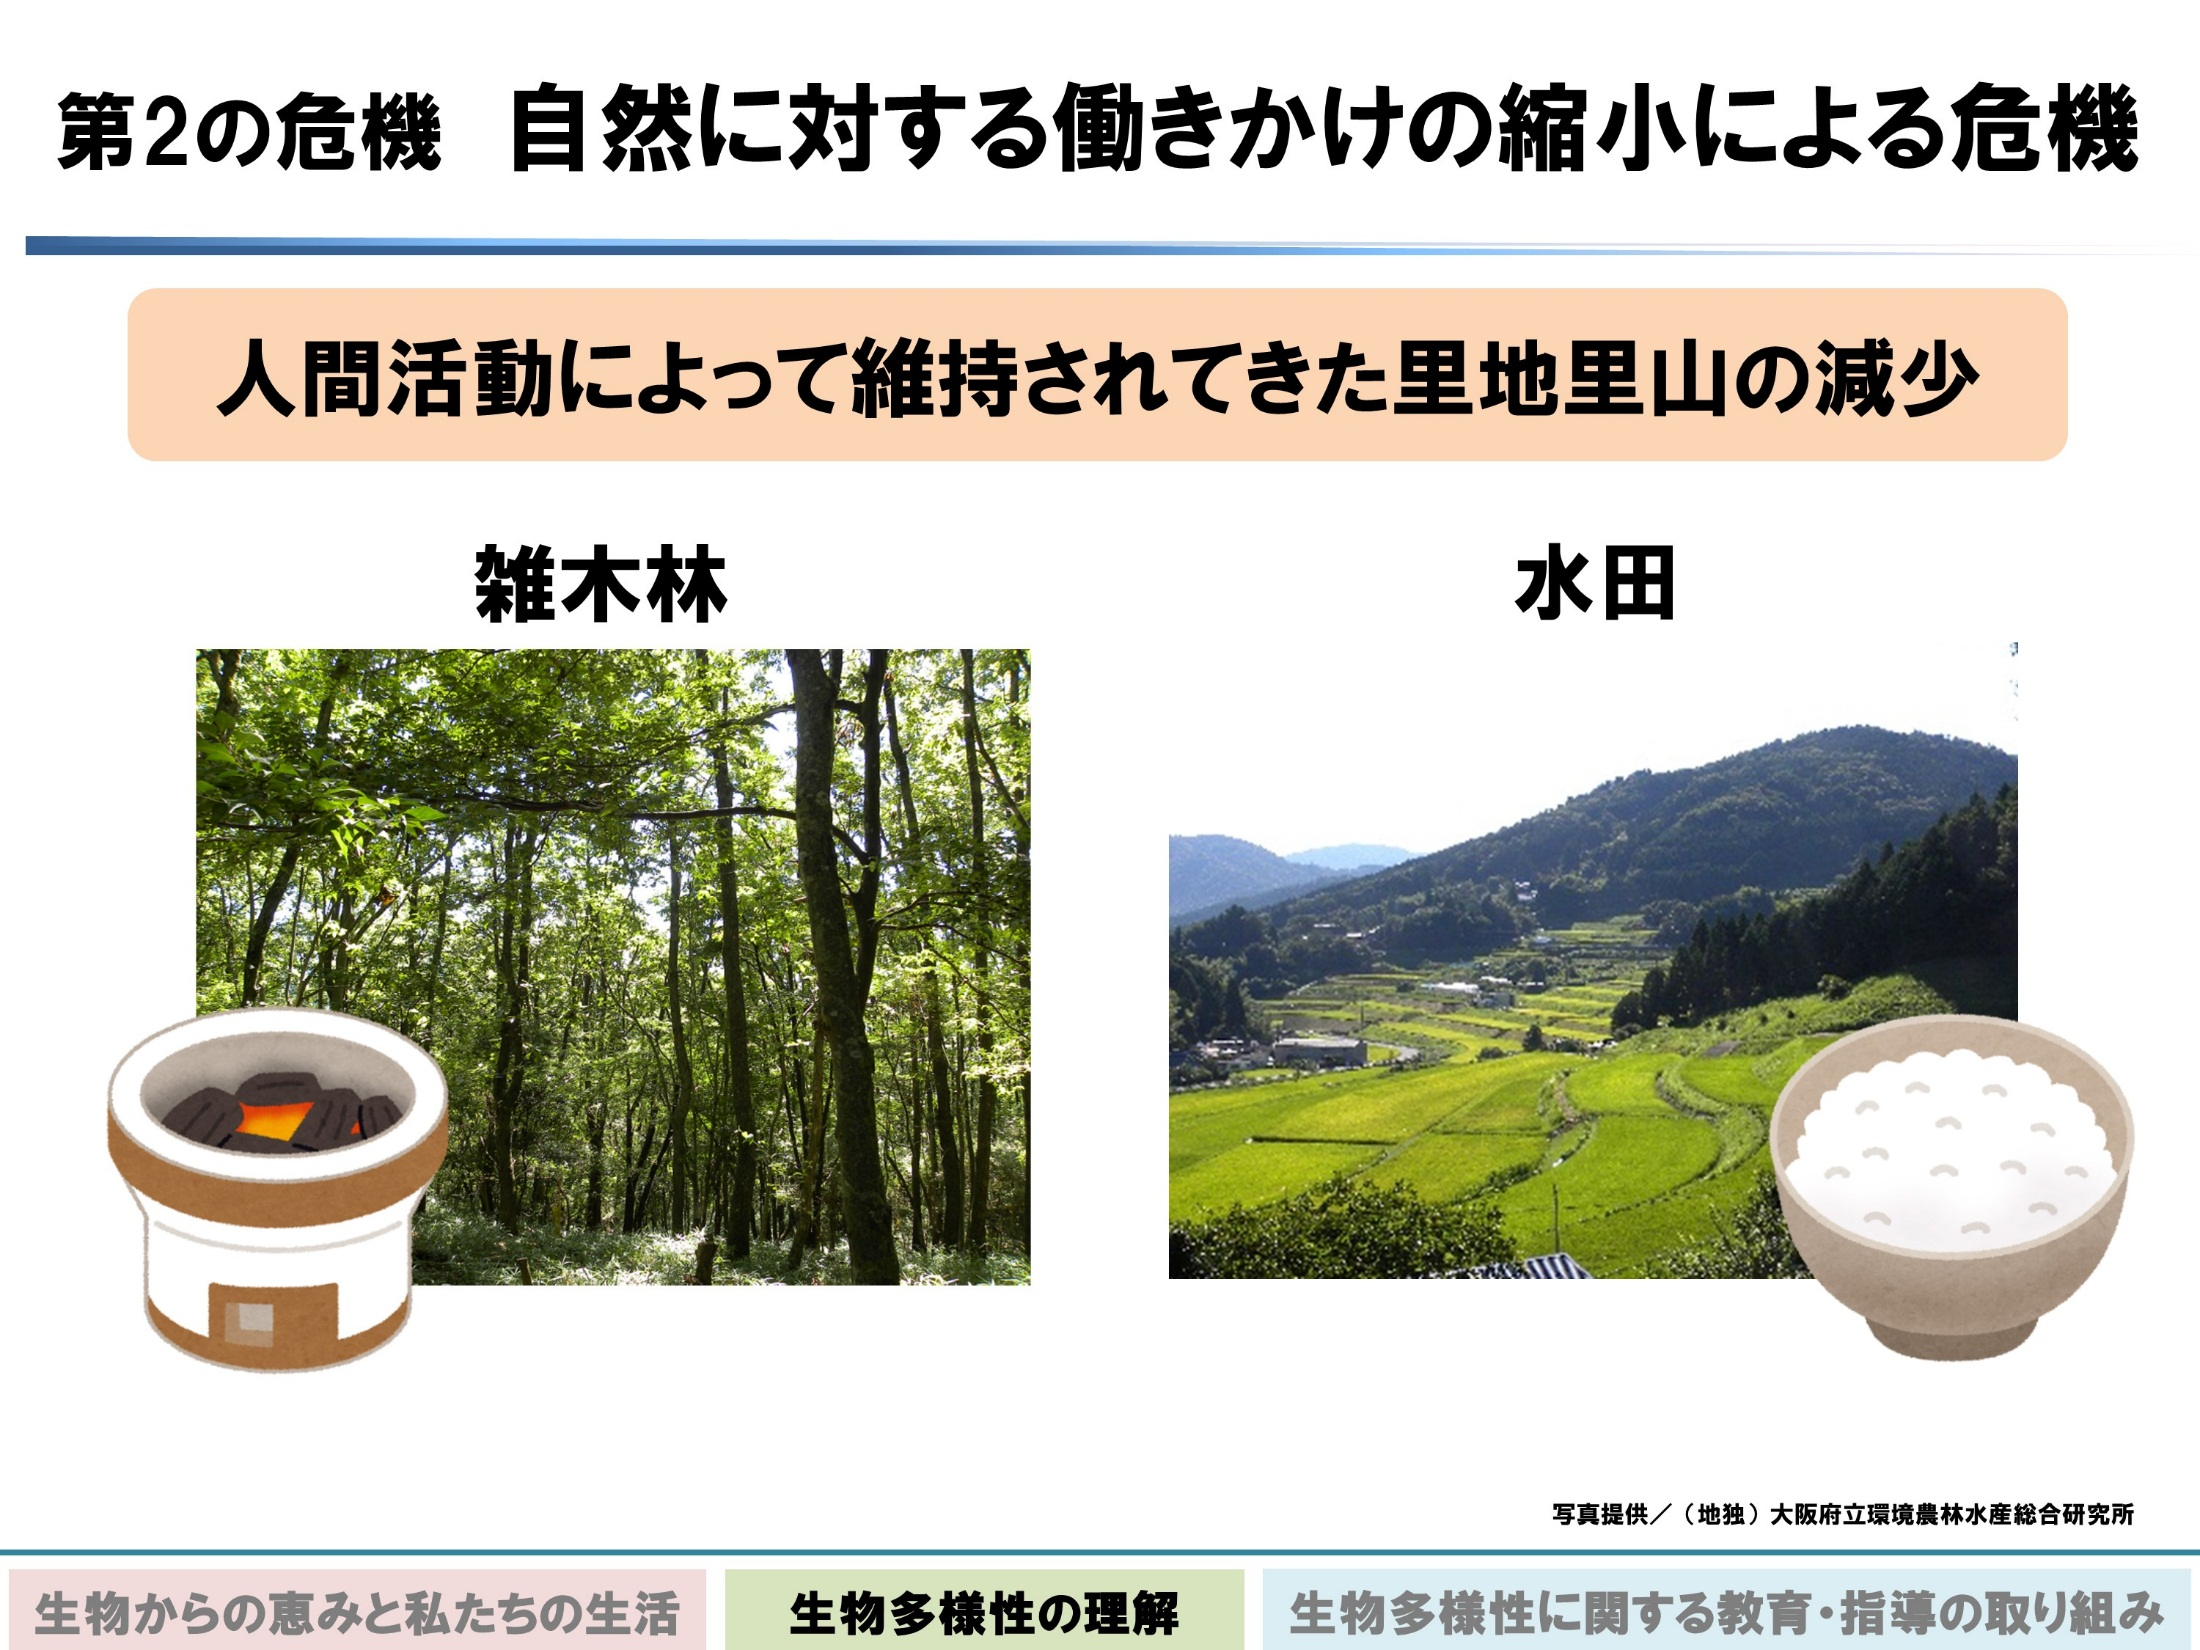 第2の危機　自然に対する働きかけの縮小による危機
人間活動によって維持されてきた里地里山の減少
雑木林
水田
写真提供／（地独）大阪府立環境農林水産総合研究所
生物からの恵みと私たちの生活
生物多様性の理解
生物多様性に関する教育・指導の取り組み